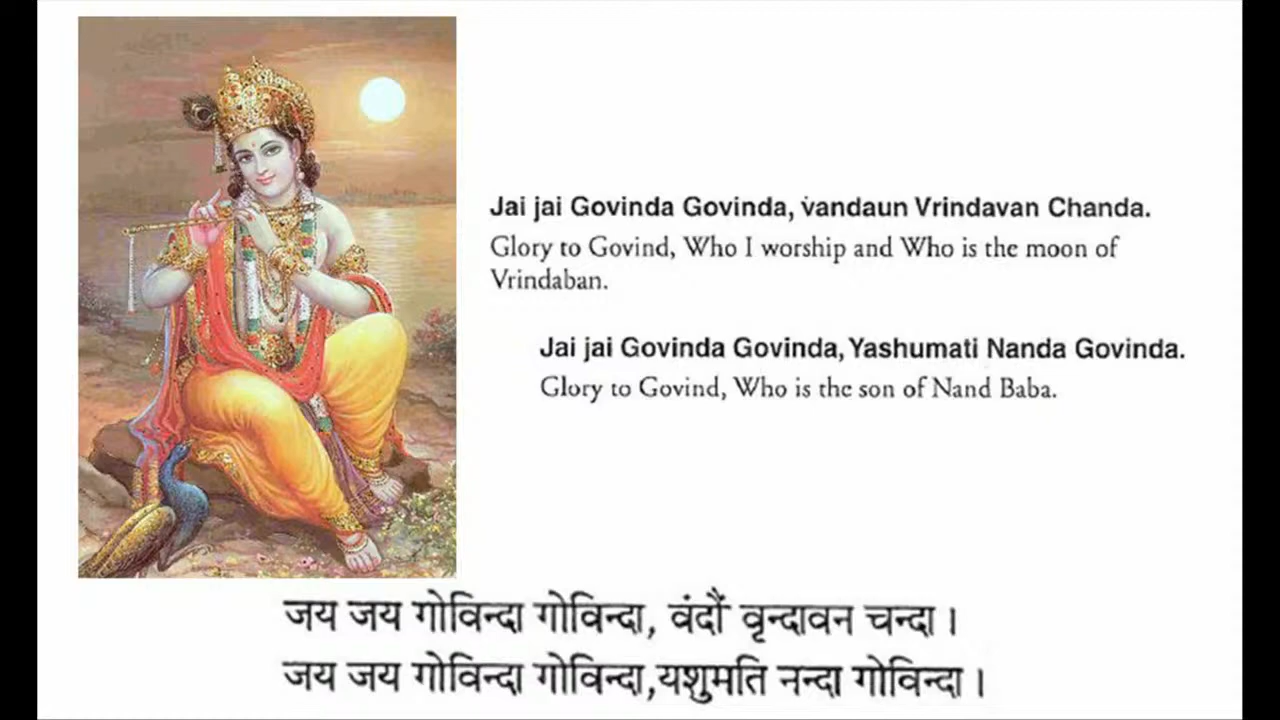 Jai jai Govinda Govinda, vandaun Vrindavan Chanda.
Glory to Govind, Who I worship and Who is the moon of
Vrindaban.
Jai jai Govinda Govinda, Yashumati Nanda Govinda.
Glory to Govind, Who is the son of Nand Baba.
जय जय गोविन्दा गोविन्दा, वंदौं वृन्दावन चन्दा।
जय जय गोविन्दा गोविन्दा,यशुमति नन्दा गोविन्दा।